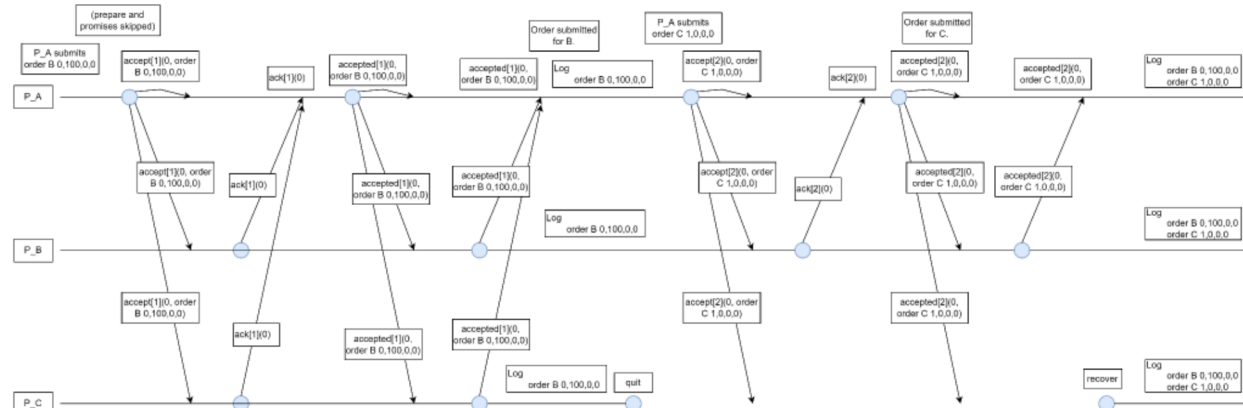 (prepare and
promises skipped)
P_A submits
order B 0,100,0,0
accept[1](0, order
B 0,100,0,0)
ack[1](0)
accepted[1](0,
order B 0,100,0,0)
accepted[1](0,
order B 0,100,0,0)
Order submitted
for B.
Log
order B 0,100,0,0
P_A submits
order C 1,0,0,0
accept[2](0, order
C 1,0,0,0)
ack[2](0)
Order submitted
for C.
accepted[2](0,
order C 1,0,0,0)
accepted[2](0,
order C 1,0,0,0)
Log
order B 0,100,0,0
order C 1,0,0,0
P_A
accept[1](0, order
B 0,100,0,0)
ack[1](0)
accepted[1](0,
order B 0,100,0,0)
accepted[1](0,
order B 0,100,0,0)
accept[2](0, order
C 1,0,0,0)
ack[2](0)
accepted[2](0,
order C 1,0,0,0)
accepted[2](0,
order C 1,0,0,0)
Log
order B 0,100,0,0
Log
order B 0,100,0,0
order C 1,0,0,0
P_B
accept[1](0, order
B 0,100,0,0)
ack[1](0)
accepted[1](0,
order B 0,100,0,0)
accepted[1](0,
order B 0,100,0,0)
accept[2](0, order
C 1,0,0,0)
accepted[2](0,
order C 1,0,0,0)
Log
order B 0,100,0,0
quit
recover
Log
order B 0,100,0,0
order C 1,0,0,0
P_C